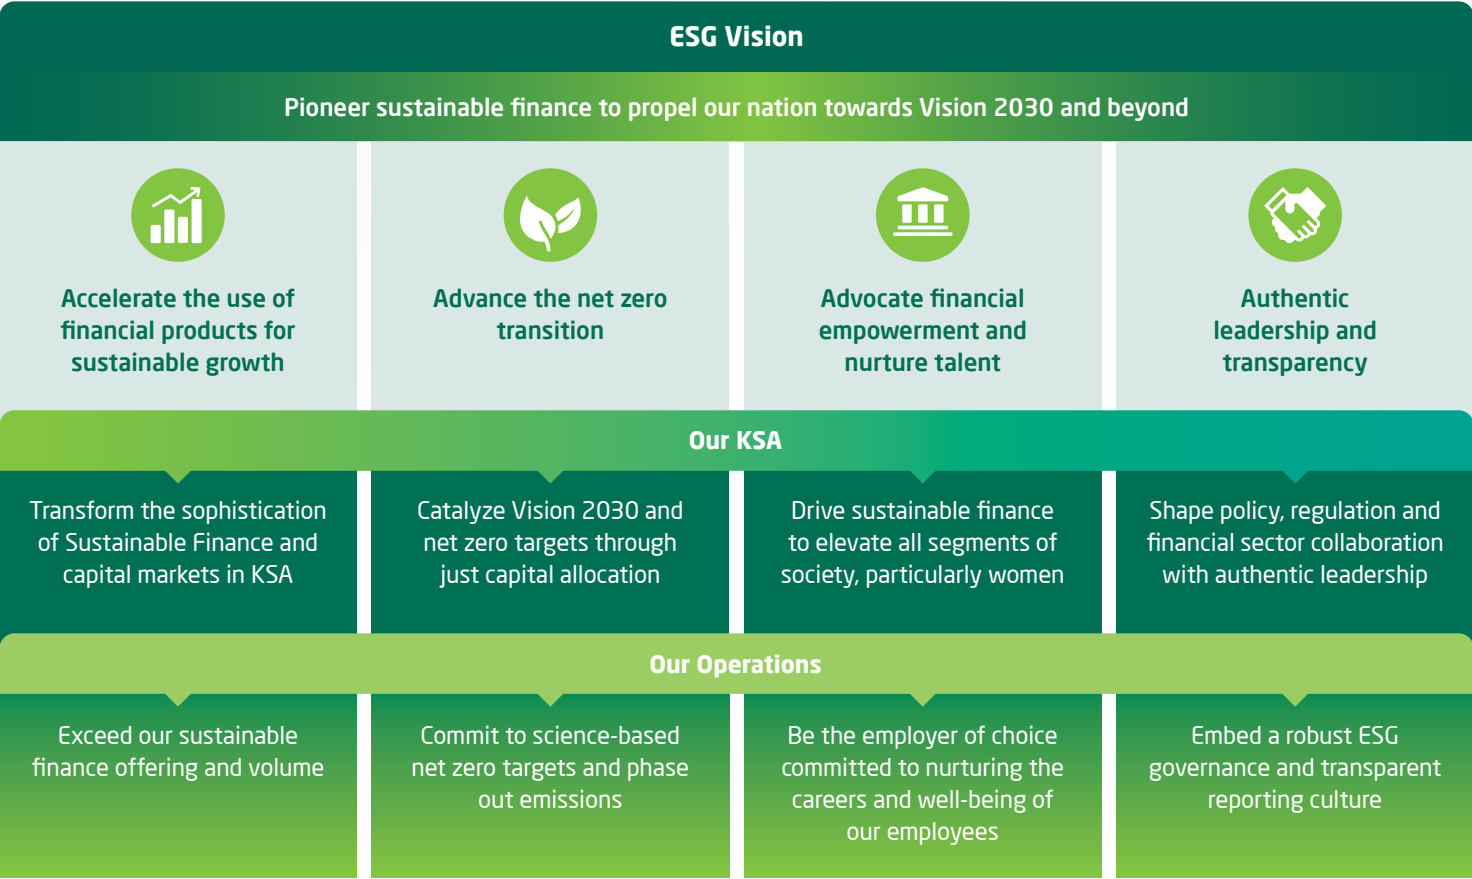 ESG Vision
Pioneer sustainable finance to propel our nation towards Vision 2030 and beyond
Accelerate the use of
financial products for
sustainable growth
Advance the net zero
transition
Advocate financial
empowerment and
nurture talent
Authentic
leadership and
transparency
Our KSA
Transform the sophistication
of Sustainable Finance and
capital markets in KSA
Catalyze Vision 2030 and
net zero targets through
just capital allocation
Drive sustainable finance
to elevate all segments of
society, particularly women
Shape policy, regulation and
financial sector collaboration
with authentic leadership
Our Operations
Exceed our sustainable
finance offering and volume
Commit to science-based
net zero targets and phase
out emissions
Be the employer of choice
committed to nurturing the
careers and well-being of
our employees
Embed a robust ESG
governance and transparent
reporting culture